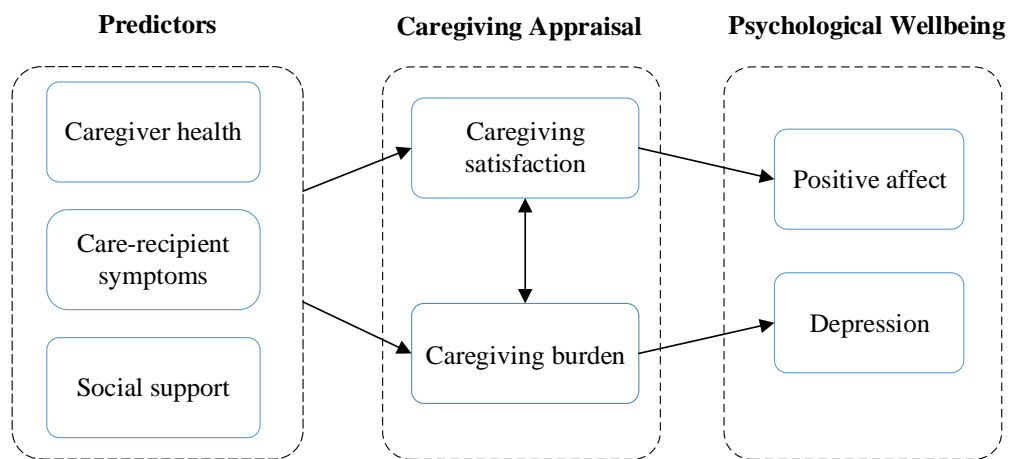 Predictors
Caregiving Appraisal
Psychological Wellbeing
Caregiver health
Care-recipient
symptoms
Social support
Caregiving
satisfaction
Caregiving burden
Positive affect
Depression